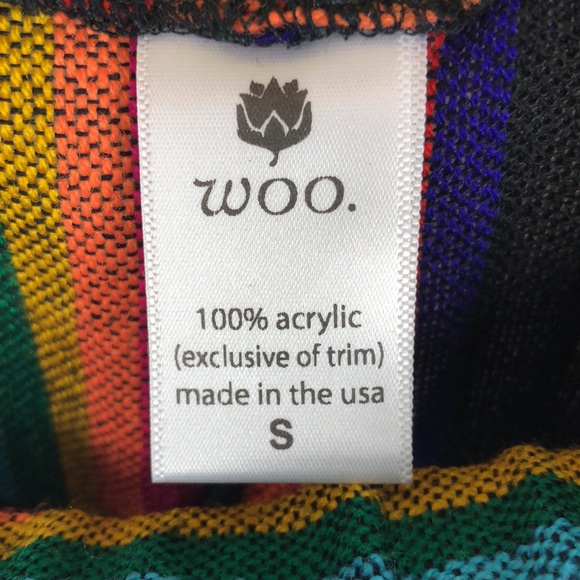 woo.
100% acrylic
(exclusive of trim)
made in the usa
S